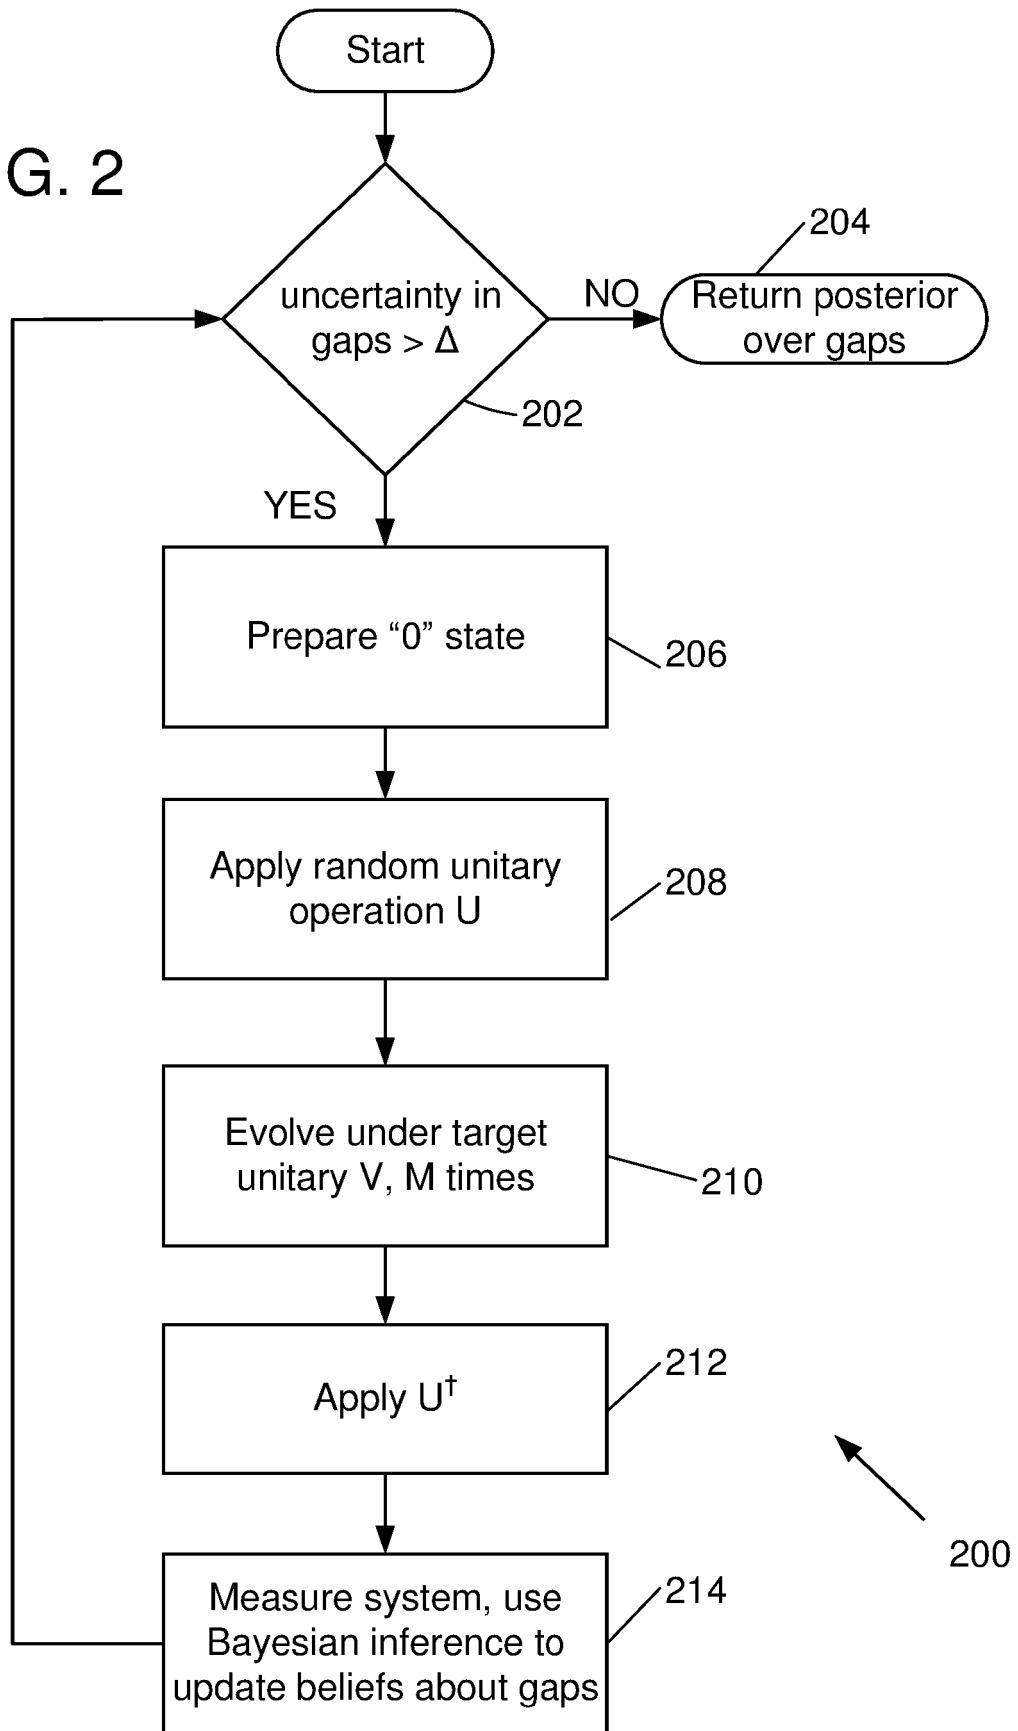 Start
G. 2
204
uncertainty in
gaps > Δ
NO
Return posterior
over gaps
202
YES
Prepare “0” state
206
Apply random unitary
operation U
208
Evolve under target
unitary V, M times
210
Apply U†
212
200
Measure system, use
Bayesian inference to
update beliefs about gaps
214